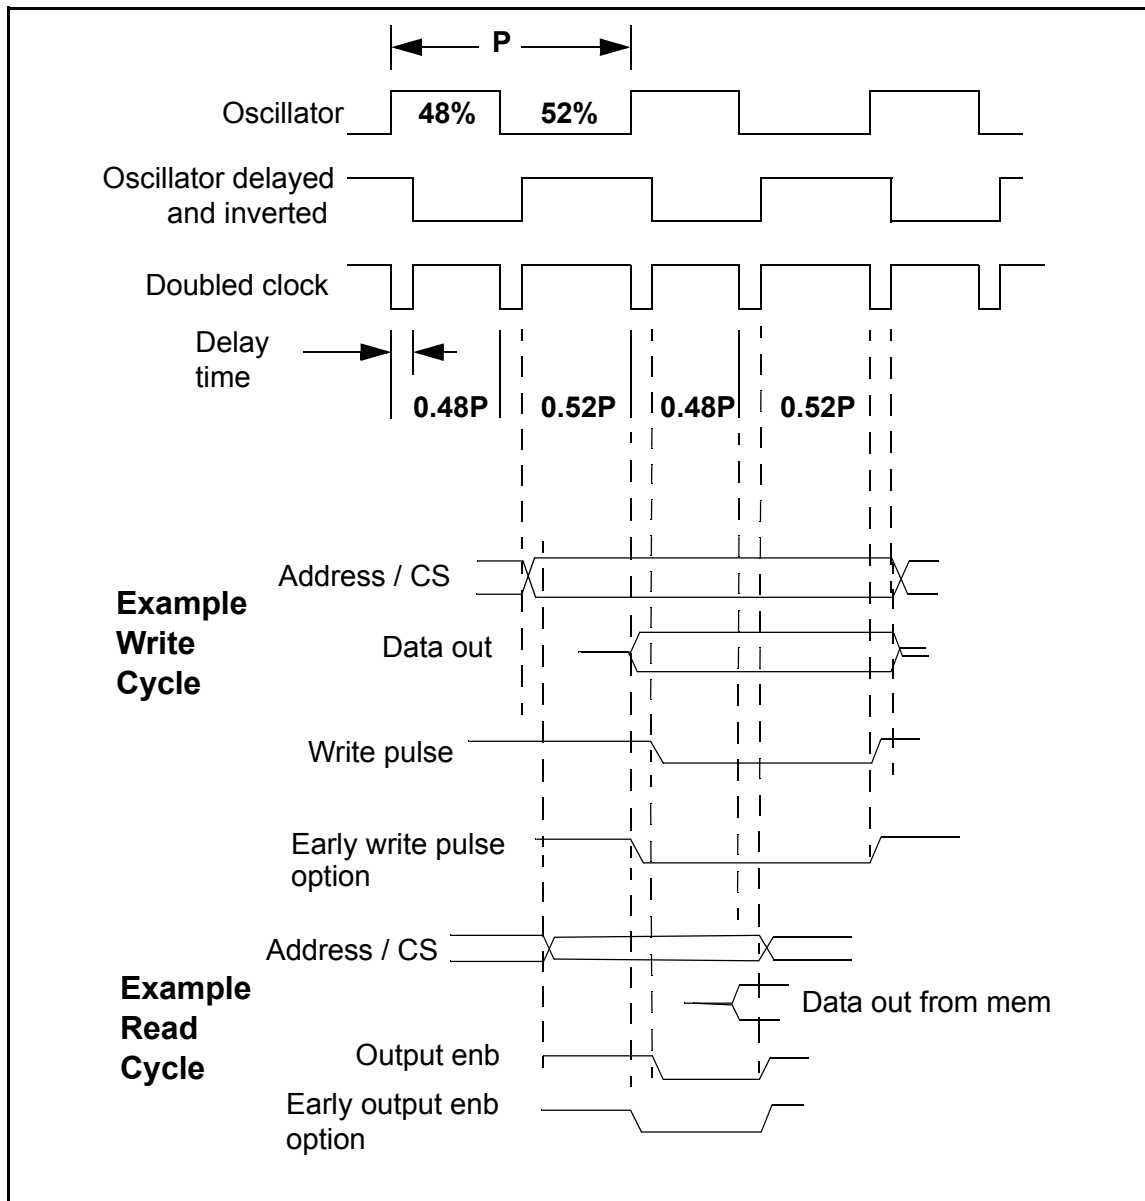 P
Oscillator
48%
52%
Oscillator delayed
and inverted
Doubled clock
Delay
time
0.48P
0.52P
0.48P
0.52P
Address / CS
Example
Write
Cycle
Data out
Write pulse
Early write pulse
option
Address / CS
Example
Read
Cycle
Data out from mem
Output enb
Early output enb
option